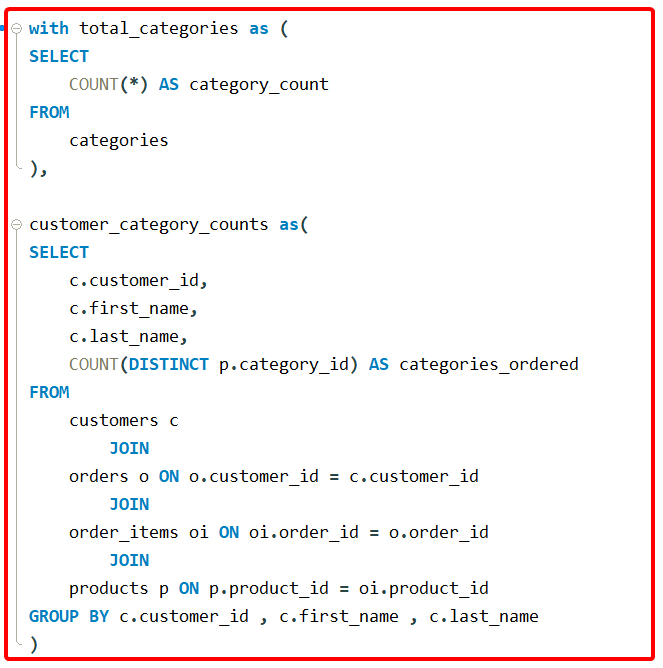 with total_categories as (
SELECT
    COUNT(*) AS category_count
FROM
    categories
),

customer_category_counts as(
SELECT
    c.customer_id,
    c.first_name,
    c.last_name,
    COUNT(DISTINCT p.category_id) AS categories_ordered
FROM
    customers c
        JOIN
    orders o ON o.customer_id = c.customer_id
        JOIN
    order_items oi ON oi.order_id = o.order_id
        JOIN
    products p ON p.product_id = oi.product_id
GROUP BY c.customer_id , c.first_name , c.last_name
)